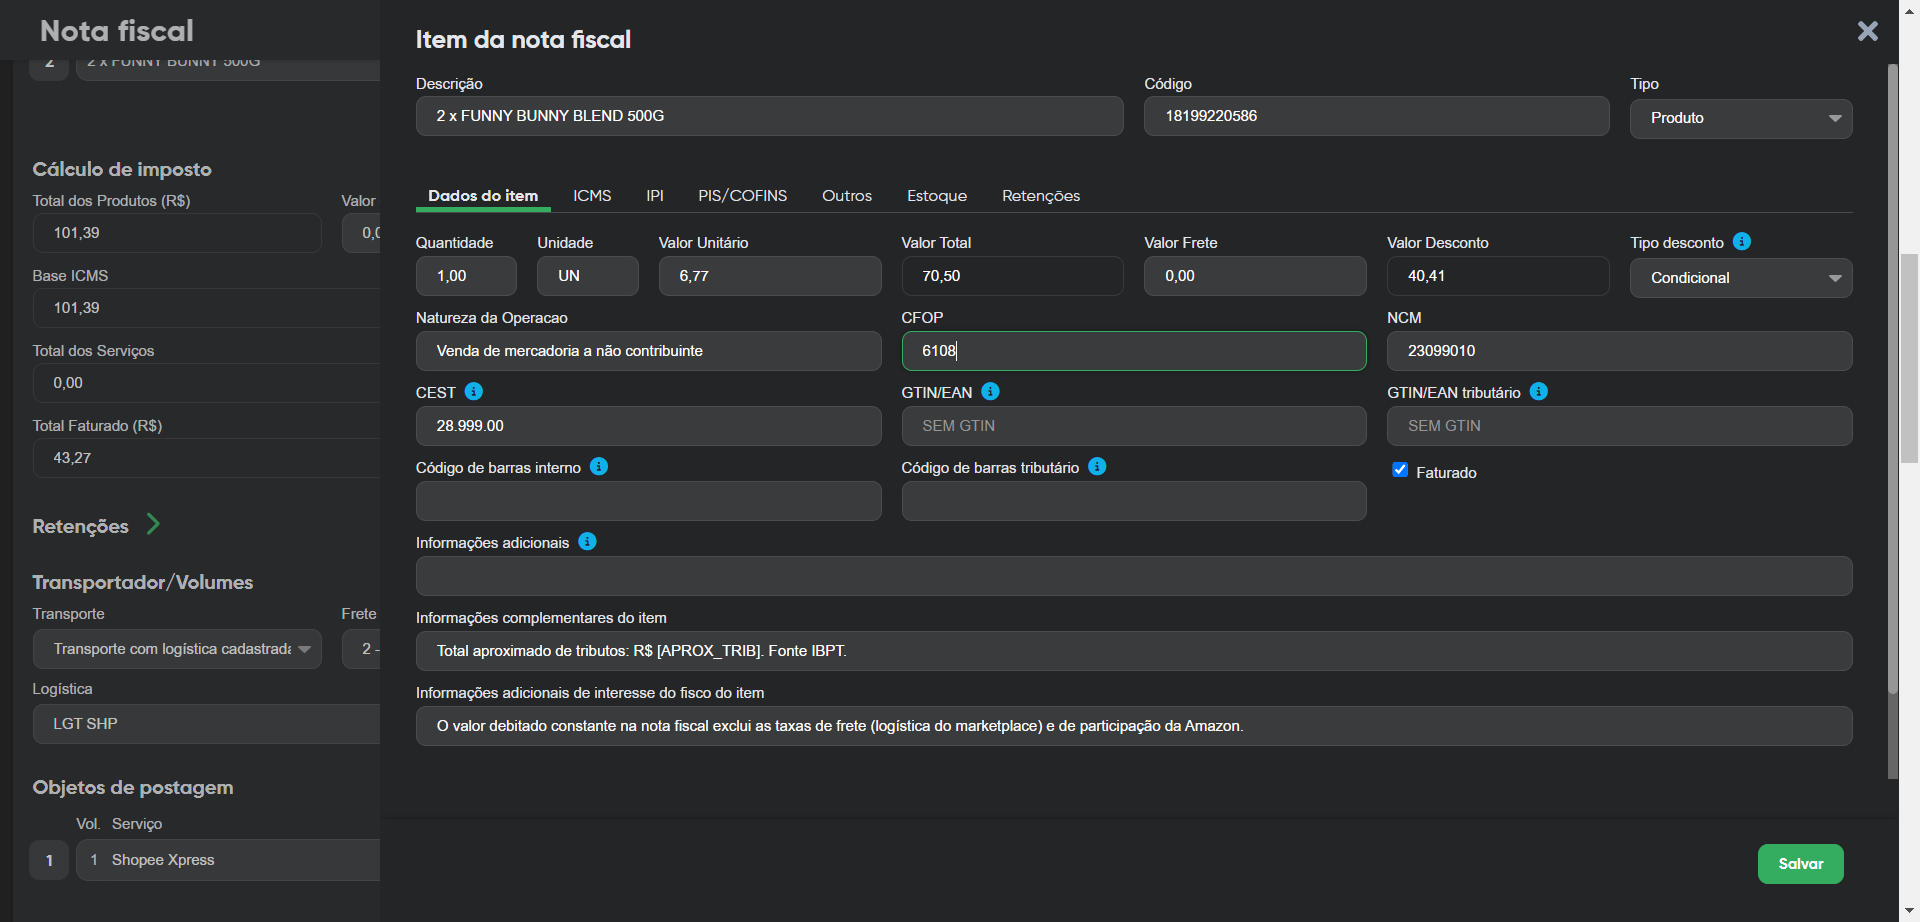 Nota fiscal
2
2 x FUNNY BUNNY 500G
Cálculo de imposto
Total dos Produtos (R$)
Valor
101,39
0,0
Base ICMS
101,39
Total dos Serviços
0,00
Total Faturado (R$)
43,27
Retenções
Transportador/Volumes
Transporte
Frete
Transporte com logística cadastrada
2 -
Logística
LGT SHP
Objetos de postagem
Vol. Serviço
1
1 Shopee Xpress
Item da nota fiscal
Descrição
Código
Tipo
2 x FUNNY BUNNY BLEND 500G
18199220586
Produto
Dados do item
ICMS
IPI
PIS/COFINS
Outros
Estoque
Retenções
Quantidade
Unidade
Valor Unitário
Valor Total
Valor Frete
Valor Desconto
Tipo desconto
1,00
UN
6,77
70,50
0,00
40,41
Condicional
Natureza da Operacao
CFOP
NCM
Venda de mercadoria a não contribuinte
6108
23099010
CEST
GTIN/EAN
GTIN/EAN tributário
28.999.00
SEM GTIN
SEM GTIN
Código de barras interno
Código de barras tributário
Faturado
Informações adicionais
Informações complementares do item
Total aproximado de tributos: R$ [APROX_TRIB]. Fonte IBPT.
Informações adicionais de interesse do fisco do item
O valor debitado constante na nota fiscal exclui as taxas de frete (logística do marketplace) e de participação da Amazon.
Salvar